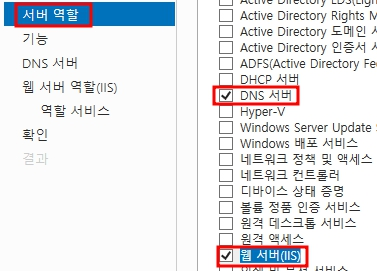 서버 역할
기능
DNS 서버
웹 서버 역할(IIS)
역할 서비스
확인
결과
Active Directory Rights M
Active Directory 도메인 서
Active Directory 인증서 서
ADFS(Active Directory Fe
DHCP 서버
DNS 서버
Hyper-V
Windows Server Update S
Windows 배포 서비스
네트워크 정책 및 액세스
네트워크 컨트롤러
디바이스 상태 증명
볼륨 정품 인증 서비스
원격 데스크톱 서비스
원격 액세스
웹 서버(IIS)